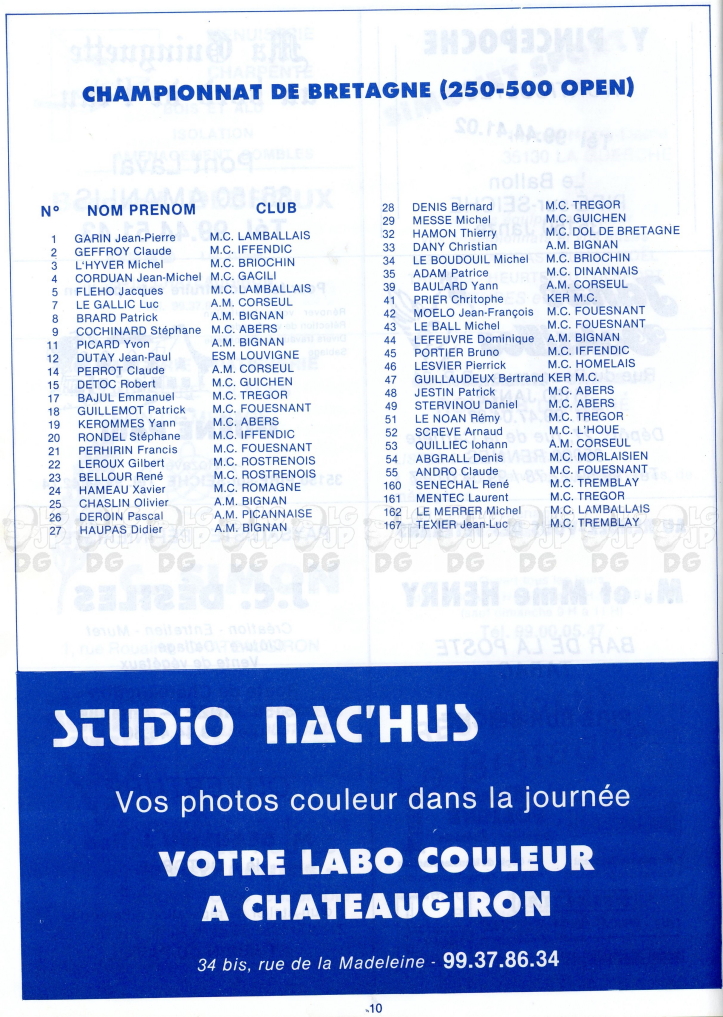 CHAMPIONNAT DE BRETAGNE (250-500 OPEN)
N° NOM PRENOM CLUB
1 GARIN Jean-Pierre M.C. LAMBALLAIS
2 GEFFROY Claude M.C. IFFENDIC
3 L'HYVER Michel M.C. BRIOCHIN
4 CORDUAN Jean-Michel M.C. GACILI
5 FLEHO Jacques M.C. LAMBALLAIS
7 LE GALLIC Luc A.M. CORSEUL
8 BRARD Patrick A.M. BIGNAN
9 COCHINARD Stéphane M.C. ABERS
11 PICARD Yvon A.M. BIGNAN
12 DUTAY Jean-Paul ESM LOUVIGNE
14 PERROT Claude A.M. CORSEUL
15 DETOC Robert M.C. GUICHEN
17 BAJUL Emmanuel M.C. TREGOR
18 GUILLEMOT Patrick M.C. FOUESNANT
19 KEROMMES Yann M.C. ABERS
20 RONDEL Stéphane M.C. IFFENDIC
21 PERHIRIN Francis M.C. FOUESNANT
22 LEROUX Gilbert M.C. ROSTRENOIS
23 BELLOUR René M.C. ROSTRENOIS
24 HAMEAU Xavier M.C. ROMAGNE
25 CHASLIN Olivier A.M. BIGNAN
26 DEROIN Pascal A.M. PICANNAISE
27 HAUPAS Didier A.M. BIGNAN
28 DENIS Bernard M.C. TREGOR
29 MESSE Michel M.C. GUICHEN
32 HAMON Thierry M.C. DOL DE BRETAGNE
33 DANY Christian A.M. BIGNAN
34 LE BOUDOUIL Michel M.C. BRIOCHIN
35 ADAM Patrice M.C. DINANNAIS
39 BAULARD Yann A.M. CORSEUL
41 PRIER Chritophe KER M.C.
42 MOELO Jean-François M.C. FOUESNANT
43 LE BALL Michel M.C. FOUESNANT
44 LEFEUVRE Dominique A.M. BIGNAN
45 PORTIER Bruno M.C. IFFENDIC
46 LESVIER Pierrick M.C. HOMELAIS
47 GUILLAUDEUX Bertrand KER M.C.
48 JESTIN Patrick M.C. ABERS
49 STERVINOU Daniel M.C. ABERS
51 LE NOAN Rémy M.C. TREGOR
52 SCREVE Arnaud M.C. L'HOUE
53 QUILLIEC Iohann A.M. CORSEUL
54 ABGRALL Denis M.C. MORLAISIEN
55 ANDRO Claude M.C. FOUESNANT
160 SENECHAL René M.C. TREMBLAY
161 MENTEC Laurent M.C. TREGOR
162 LE MERRER Michel M.C. LAMBALLAIS
167 TEXIER Jean-Luc M.C. TREMBLAY
STUDIO NAC'HUS
Vos photos couleur dans la journée
VOTRE LABO COULEUR
A CHATEAUGIRON
34 bis, rue de la Madeleine - 99.37.86.34
10